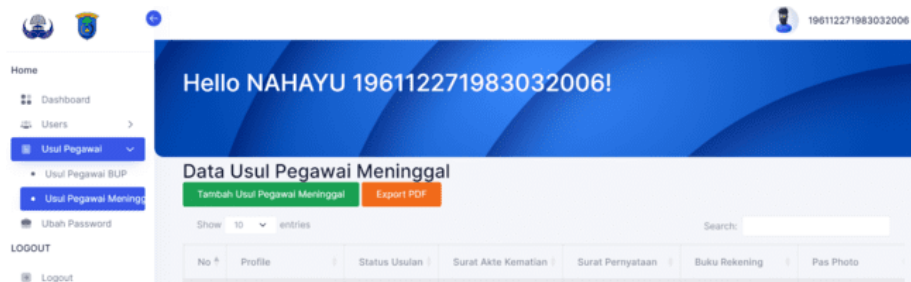 196112271983032006
Home
Dashboard
Users
Usul Pegawai
Usul Pegawai BUP
Usul Pegawai Mening
Ubah Password
LOGOUT
Logout
Hello NAHAYU 196112271983032006!
Data Usul Pegawai Meninggal
Tambah Usul Pegawai Meninggal Export PDF
Show 10 entries Search:
No Profile Status Usulan Surat Akte Kematian Surat Pernyataan Buku Rekening Pas Photo